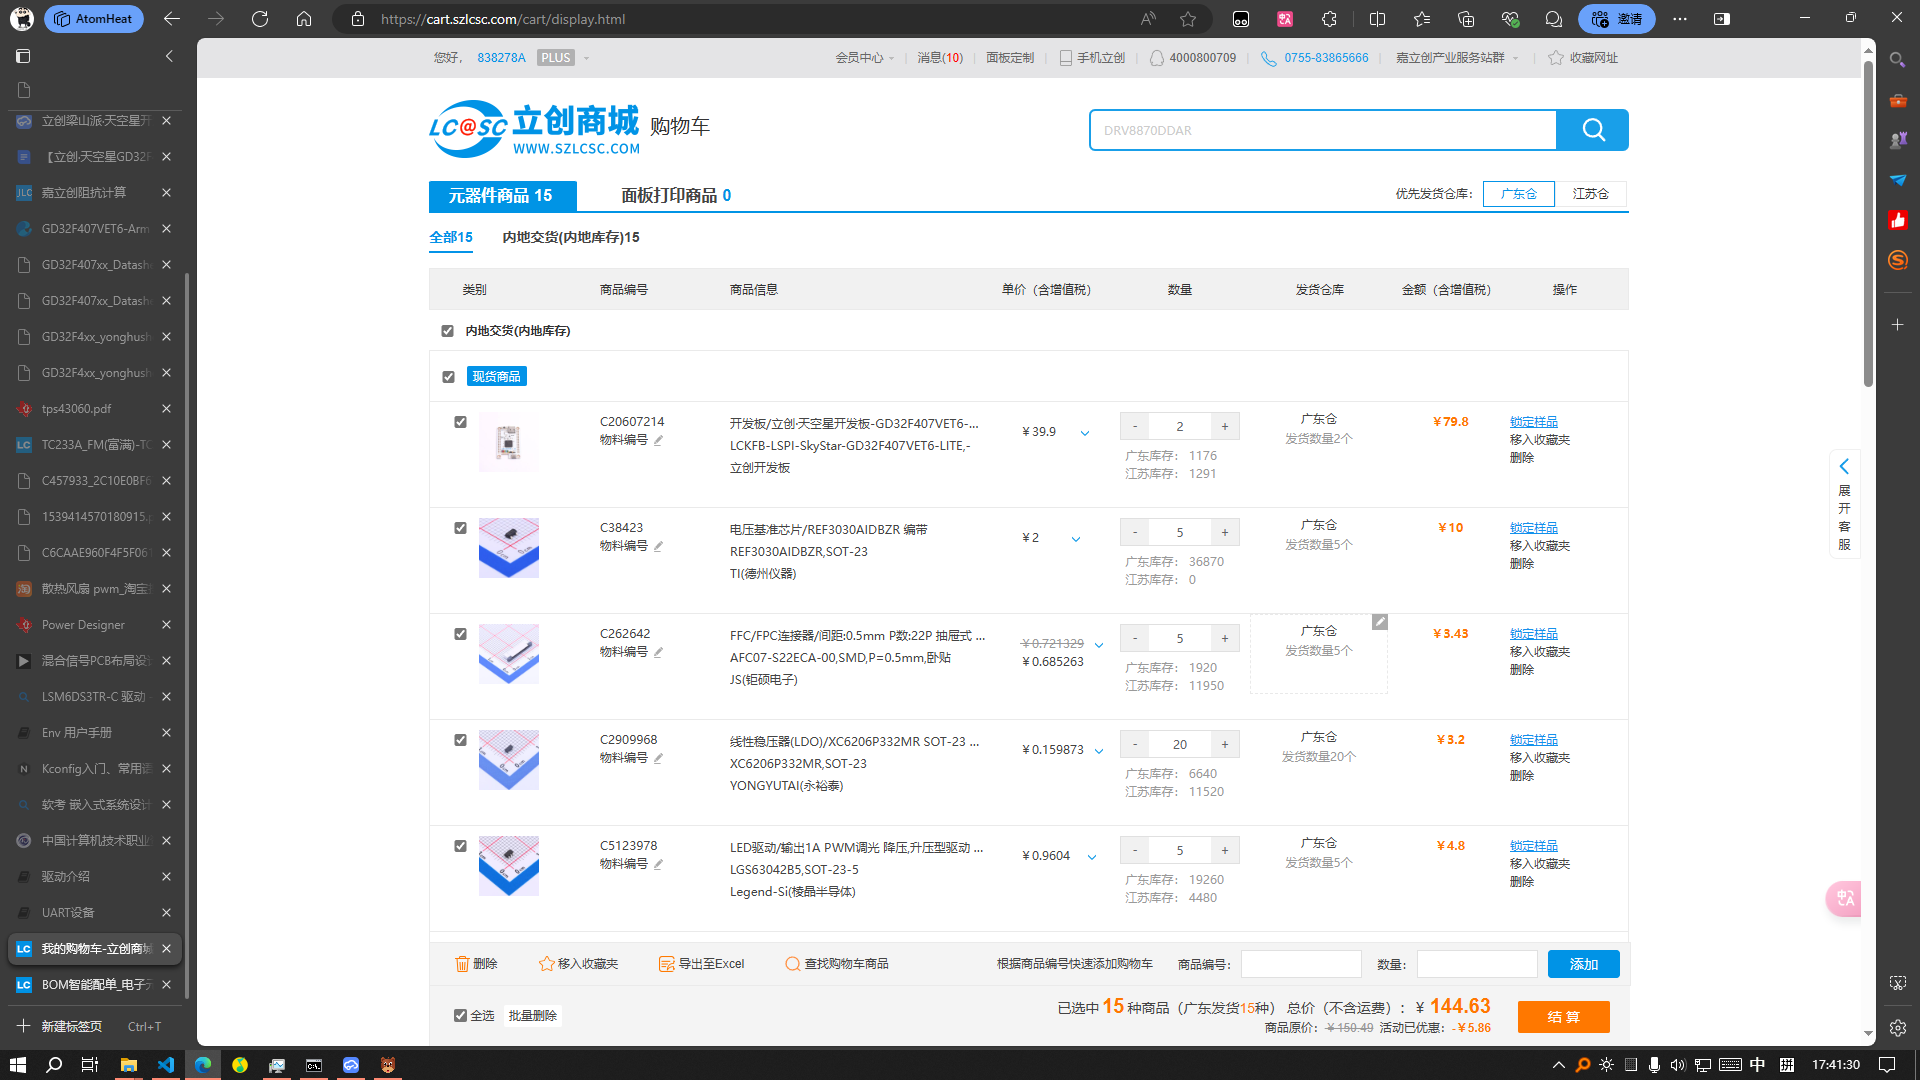 AtomHeat
https://cart.szlcsc.com/cart/display.html
邀请
立创梁山派·天空星开
【立创·天空星GD32F
嘉立创阻抗计算
GD32F407VET6-Arm
GD32F407xx_Datash
GD32F407xx_Datash
GD32F4xx_yonghush
GD32F4xx_yonghush
tps43060.pdf
TC233A_FM(富满)-TC
C457933_2C10E0BF6
1539414570180915.p
C6CAAE960F4F5F061
散热风扇 pwm_淘宝
Power Designer
混合信号PCB布局设
LSM6DS3TR-C 驱动
Env 用户手册
Kconfig入门、常用语
软考 嵌入式系统设计
中国计算机技术职业
驱动介绍
UART设备
我的购物车-立创商城
BOM智能配单_电子元
新建标签页 Ctrl+T
您好， 838278A PLUS
会员中心 消息(10) 面板定制 手机立创 4000800709 0755-83865666 嘉立创产业服务站群 收藏网址
LC@SC 立创商城 购物车
WWW.SZLCSC.COM
DRV8870DDAR
元器件商品 15 面板打印商品 0
优先发货仓库: 广东仓 江苏仓
全部15 内地交货(内地库存)15
类别 商品编号 商品信息 单价（含增值税） 数量 发货仓库 金额（含增值税） 操作
内地交货(内地库存)
现货商品
C20607214
物料编号
开发板/立创·天空星开发板-GD32F407VET6-...
LCKFB-LSPI-SkyStar-GD32F407VET6-LITE,-
立创开发板
￥39.9
- 2 +
广东库存： 1176
江苏库存： 1291
广东仓
发货数量2个
￥79.8
锁定样品
移入收藏夹
删除
C38423
物料编号
电压基准芯片/REF3030AIDBZR 编带
REF3030AIDBZR,SOT-23
TI(德州仪器)
￥2
- 5 +
广东库存： 36870
江苏库存： 0
广东仓
发货数量5个
￥10
锁定样品
移入收藏夹
删除
C262642
物料编号
FFC/FPC连接器/间距:0.5mm P数:22P 抽屉式 ...
AFC07-S22ECA-00,SMD,P=0.5mm,卧贴
JS(钜硕电子)
￥0.721329
￥0.685263
- 5 +
广东库存： 1920
江苏库存： 11950
广东仓
发货数量5个
￥3.43
锁定样品
移入收藏夹
删除
C2909968
物料编号
线性稳压器(LDO)/XC6206P332MR SOT-23 ...
XC6206P332MR,SOT-23
YONGYUTAI(永裕泰)
￥0.159873
- 20 +
广东库存： 6640
江苏库存： 11520
广东仓
发货数量20个
￥3.2
锁定样品
移入收藏夹
删除
C5123978
物料编号
LED驱动/输出1A PWM调光 降压,升压型驱动 ...
LGS63042B5,SOT-23-5
Legend-Si(棱晶半导体)
￥0.9604
- 5 +
广东库存： 19260
江苏库存： 4480
广东仓
发货数量5个
￥4.8
锁定样品
移入收藏夹
删除
展
开
客
服
删除 移入收藏夹 导出至Excel 查找购物车商品 根据商品编号快速添加购物车 商品编号: 数量: 添加
全选 批量删除
已选中 15 种商品（广东发货15种） 总价（不含运费）： ￥ 144.63
商品原价: ￥150.49 活动已优惠: -￥5.86
结 算
中 拼 17:41:30